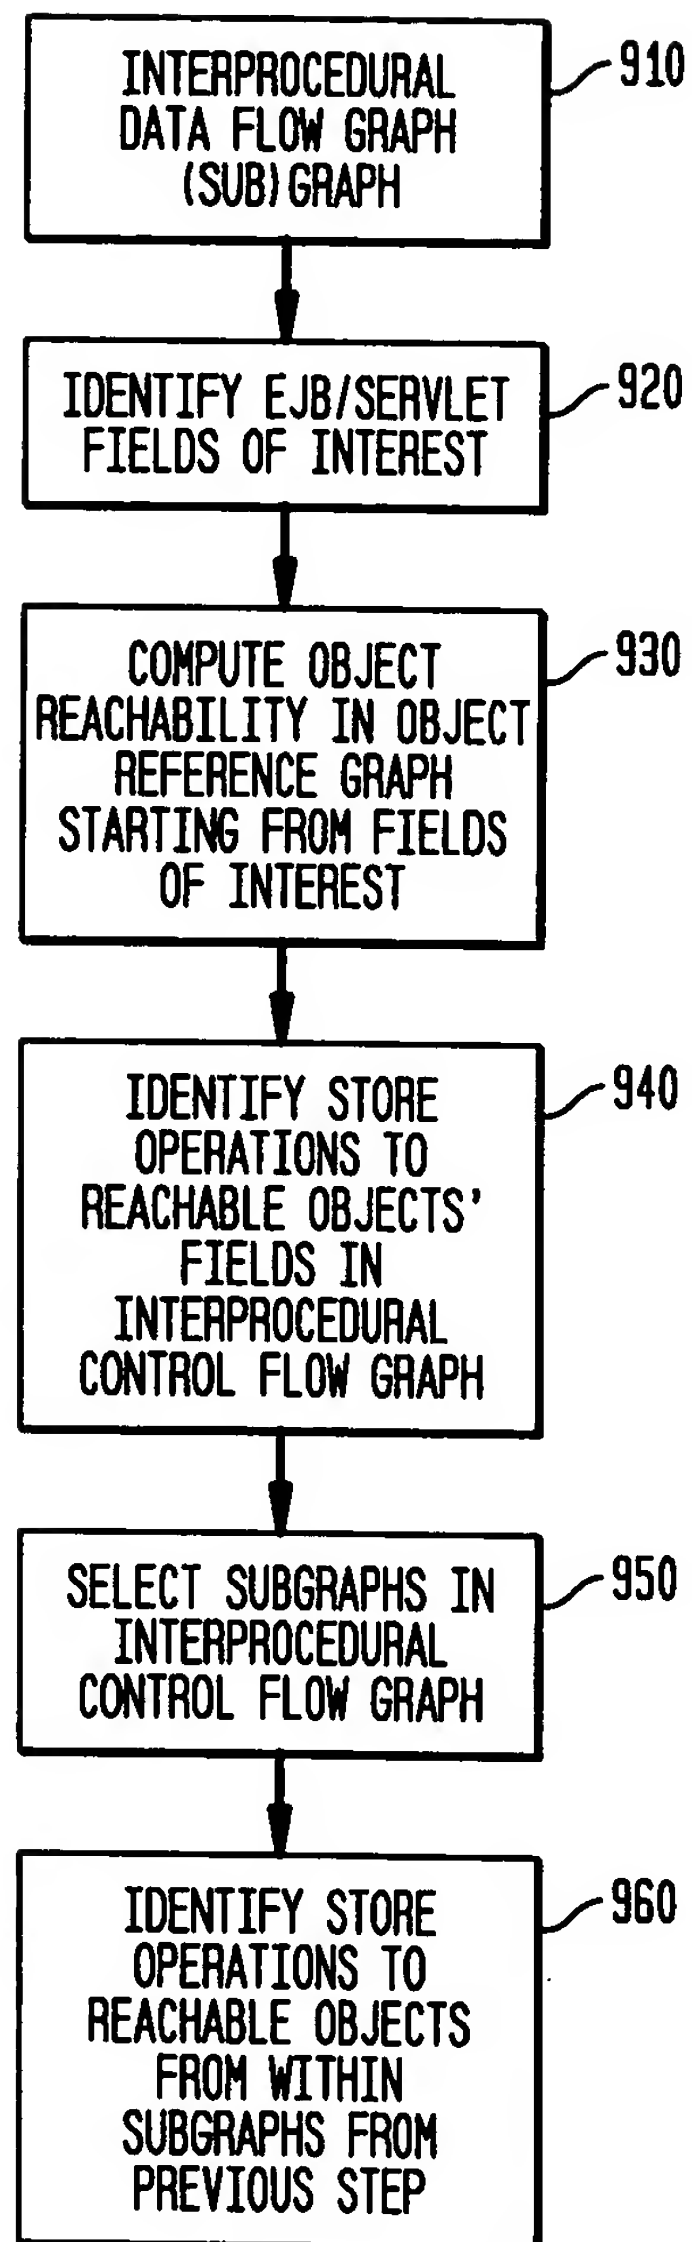 INTERPROCEDURAL
DATA FLOW GRAPH
(SUB)GRAPH
910
IDENTIFY EJB/SERVLET
FIELDS OF INTEREST
920
COMPUTE OBJECT
REACHABILITY IN OBJECT
REFERENCE GRAPH
STARTING FROM FIELDS
OF INTEREST
930
IDENTIFY STORE
OPERATIONS TO
REACHABLE OBJECTS'
FIELDS IN
INTERPROCEDURAL
CONTROL FLOW GRAPH
940
SELECT SUBGRAPHS IN
INTERPROCEDURAL
CONTROL FLOW GRAPH
950
IDENTIFY STORE
OPERATIONS TO
REACHABLE OBJECTS
FROM WITHIN
SUBGRAPHS FROM
PREVIOUS STEP
960